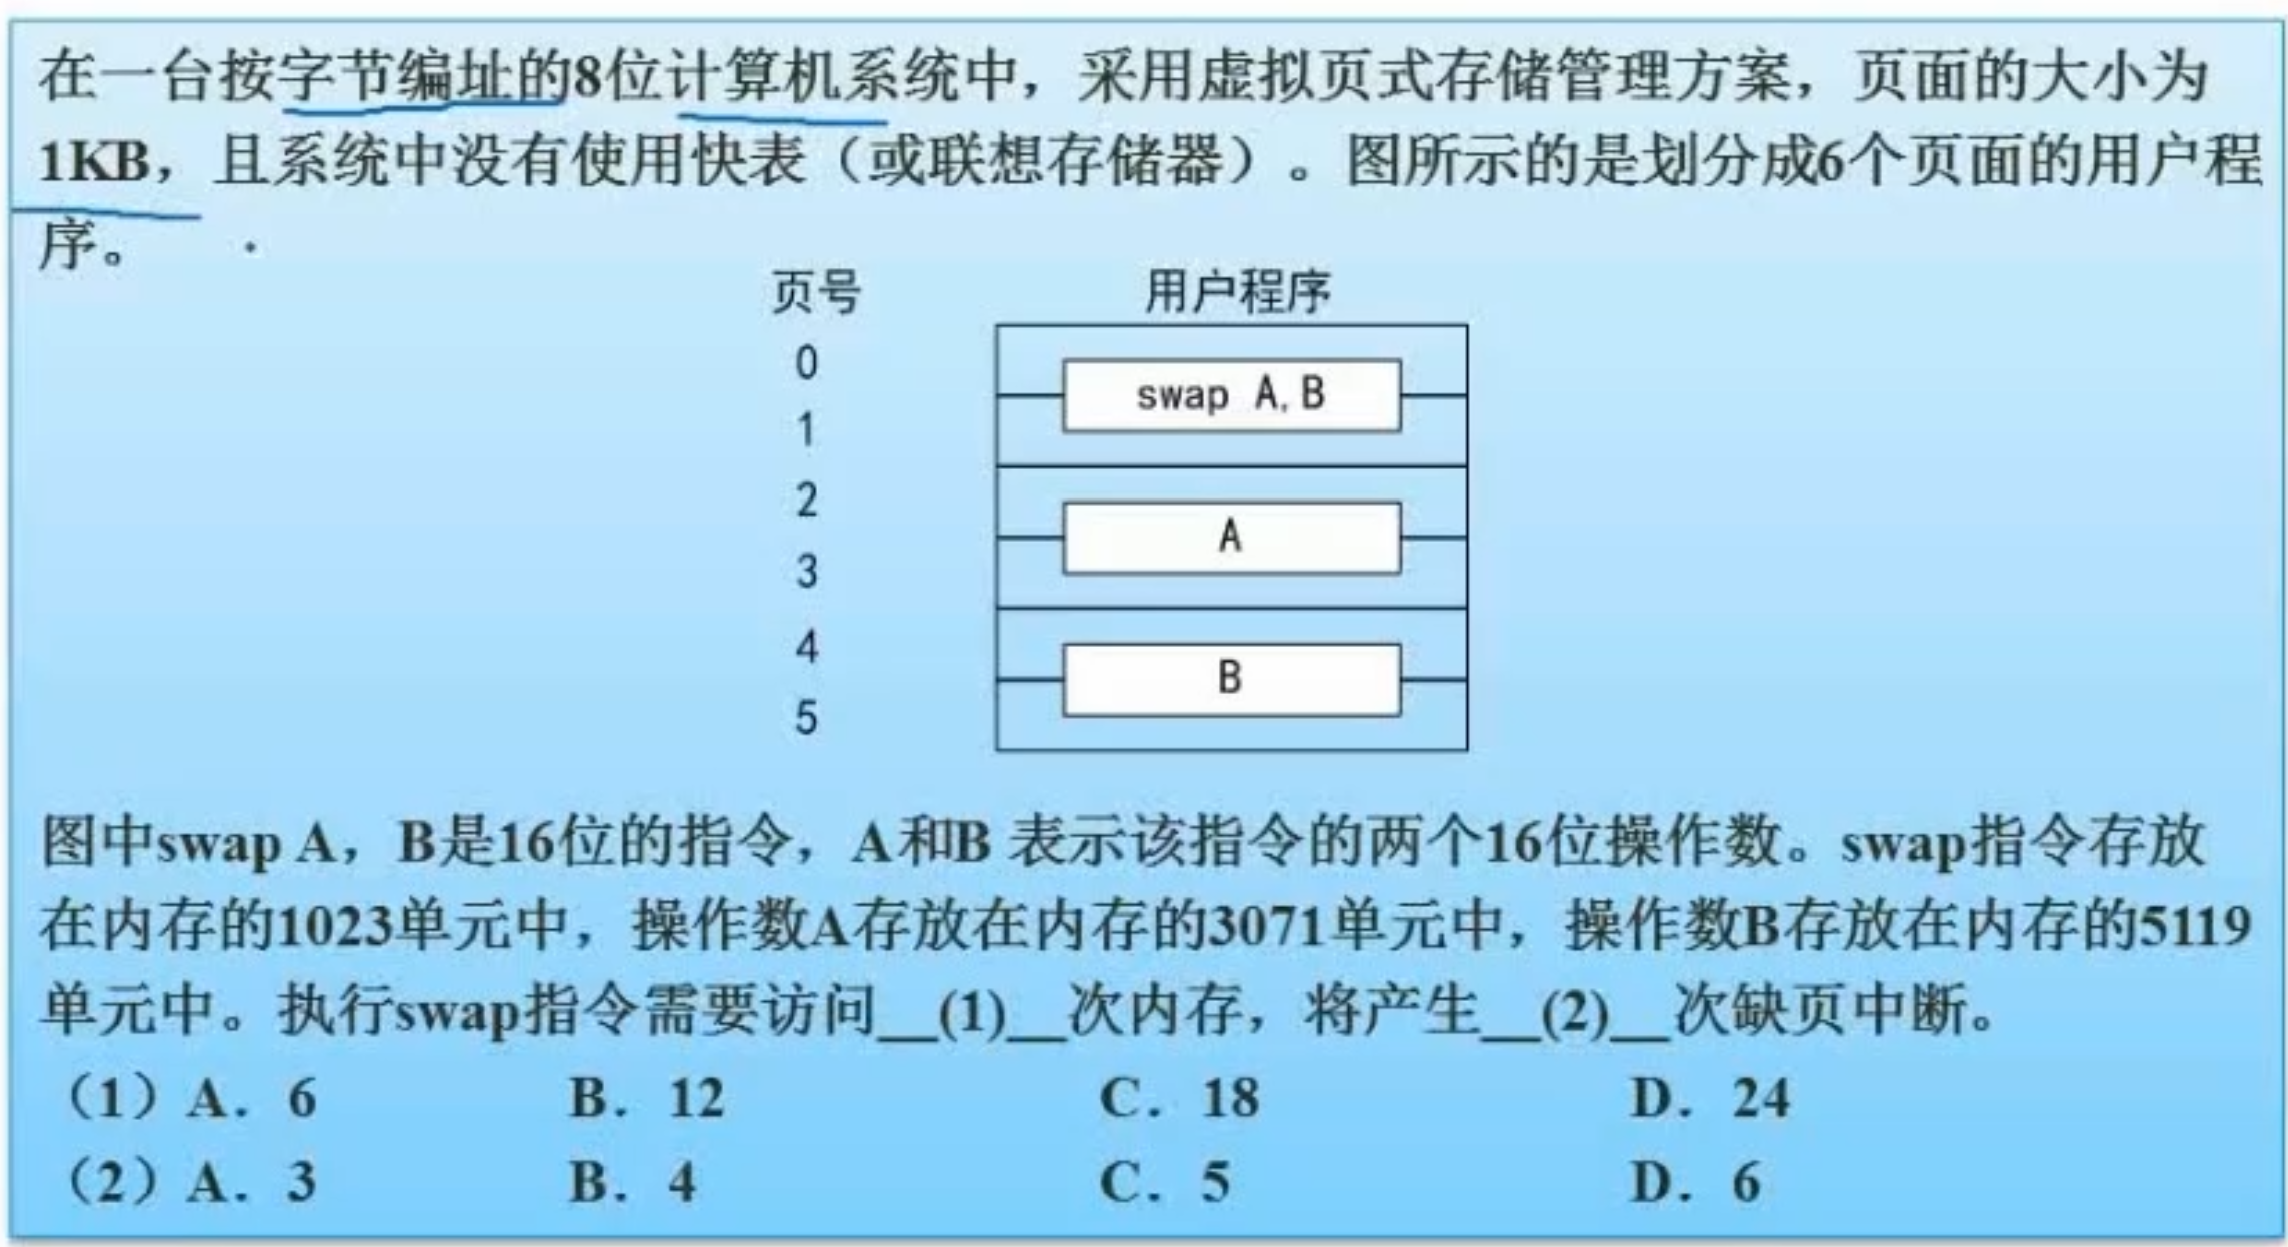 在一台按字节编址的8位计算机系统中，采用虚拟页式存储管理方案，页面的大小为
1KB，且系统中没有使用快表（或联想存储器）。图所示的是划分成6个页面的用户程
序。
页号 用户程序
0
swap A,B
1
2
A
3
4
B
5
图中swap A，B是16位的指令，A和B 表示该指令的两个16位操作数。swap指令存放
在内存的1023单元中，操作数A存放在内存的3071单元中，操作数B存放在内存的5119
单元中。执行swap指令需要访问__(1)__次内存，将产生__(2)__次缺页中断。
（1）A．6 B．12 C．18 D．24
（2）A．3 B．4 C．5 D．6